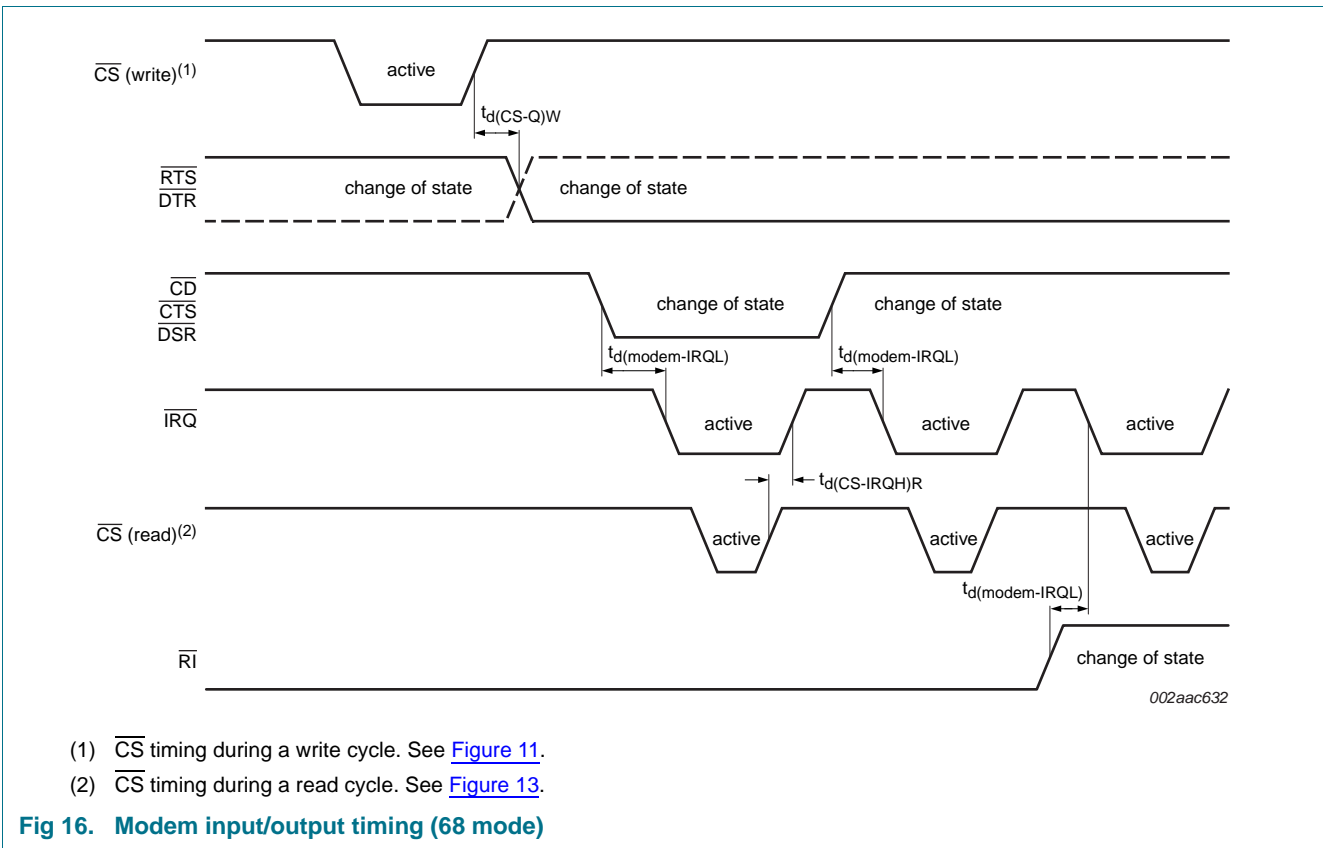 CS (write)(1)
active
td(CS-Q)W
RTS
DTR
change of state
change of state
CD
CTS
DSR
change of state
change of state
td(modem-IRQL)
td(modem-IRQL)
IRQ
active
active
active
td(CS-IRQH)R
CS (read)(2)
active
active
active
td(modem-IRQL)
RI
change of state
002aac632
(1) CS timing during a write cycle. See Figure 11.
(2) CS timing during a read cycle. See Figure 13.
Fig 16. Modem input/output timing (68 mode)